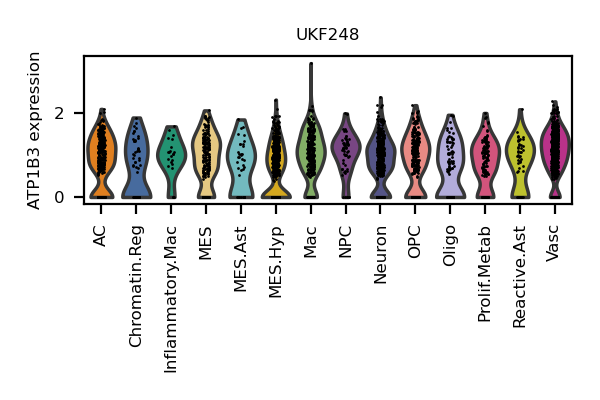 UKF248
ATP1B3 expression
2
0
AC
Chromatin.Reg
Inflammatory.Mac
MES
MES.Ast
MES.Hyp
Mac
NPC
Neuron
OPC
Oligo
Prolif.Metab
Reactive.Ast
Vasc